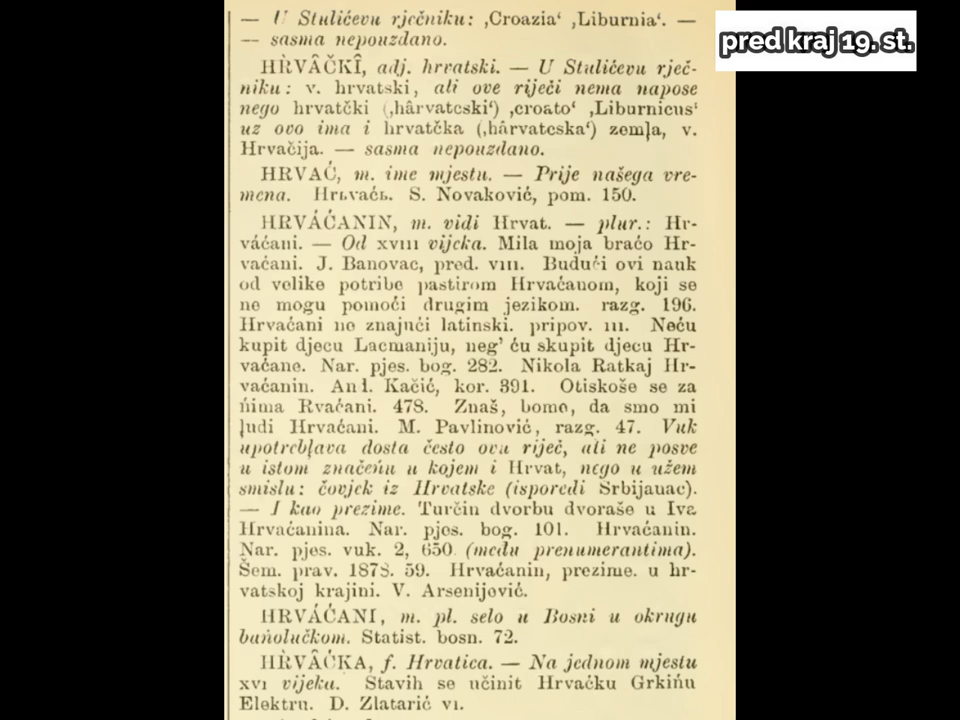 — U Stulićevu rječniku: ‚Croazia‘ ‚Liburnia‘. —
— sasma nepouzdano.
HR̀VÂČKÎ, adj. hrvatski. — U Stulićevu rječ-
niku: v. hrvatski, ali ove riječi nema napose
nego hrvatčki (‚hârvatcski‘) ‚croato‘ ‚Liburnicus‘
uz ovo ima i hrvatčka (‚hârvatcska‘) zemļa, v.
Hrvačija. — sasma nepouzdano.
HRVAĆ, m. ime mjestu. — Prije našega vre-
mena. Hrьvaćь. S. Novaković, pom. 150.
HRVÁĆANIN, m. vidi Hrvat. — plur.: Hr-
váćani. — Od XVIII vijeka. Mila moja braćo Hr-
vaćani. J. Banovac, pred. VIII. Budući ovi nauk
od velike potribe pastirom Hrvaćanom, koji se
ne mogu pomoći drugim jezikom. razg. 196.
Hrvaćani ne znajući latinski. pripov. III. Neću
kupit djecu Lacmaniju, neg’ ću skupit djecu Hr-
vaćane. Nar. pjes. bog. 282. Nikola Ratkaj Hr-
vaćanin. And. Kačić, kor. 391. Otiskoše se za
ńima Rvaćani. 478. Znaš, bome, da smo mi
ļudi Hrvaćani. M. Pavlinović, razg. 47. Vuk
upotrebļava dosta često ovu riječ, ali ne posve
u istom značeńu u kojem i Hrvat, nego u užem
smislu: čovjek iz Hrvatske (isporedi Srbijanac).
— I kao prezime. Turčin dvorbu dvoraše u Iva
Hrvaćanina. Nar. pjes. bog. 101. Hrvaćanin.
Nar. pjes. vuk. 2, 650 (među prenumerantima).
Šem. prav. 1878. 59. Hrvaćanin, prezime. u hr-
vatskoj krajini. V. Arsenijović.
HRVÁĆANI, m. pl. selo u Bosni u okrugu
bańolučkom. Statist. bosn. 72.
HR̀VÂĆKA, f. Hrvatica. — Na jednom mjestu
XVI vijeka. Stavih se učinit Hrvaćku Grkińu
Elektru. D. Zlatarić VI.
pred kraj 19. st.